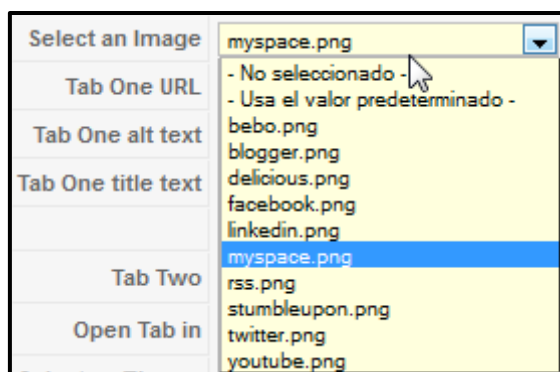 Select an Image myspace.png
- No seleccionado -
Tab One URL - Usa el valor predeterminado -
bebo.png
Tab One alt text blogger.png
delicious.png
Tab One title text facebook.png
linkedin.png
myspace.png
Tab Two rss.png
stumbleupon.png
Open Tab in twitter.png
youtube.png